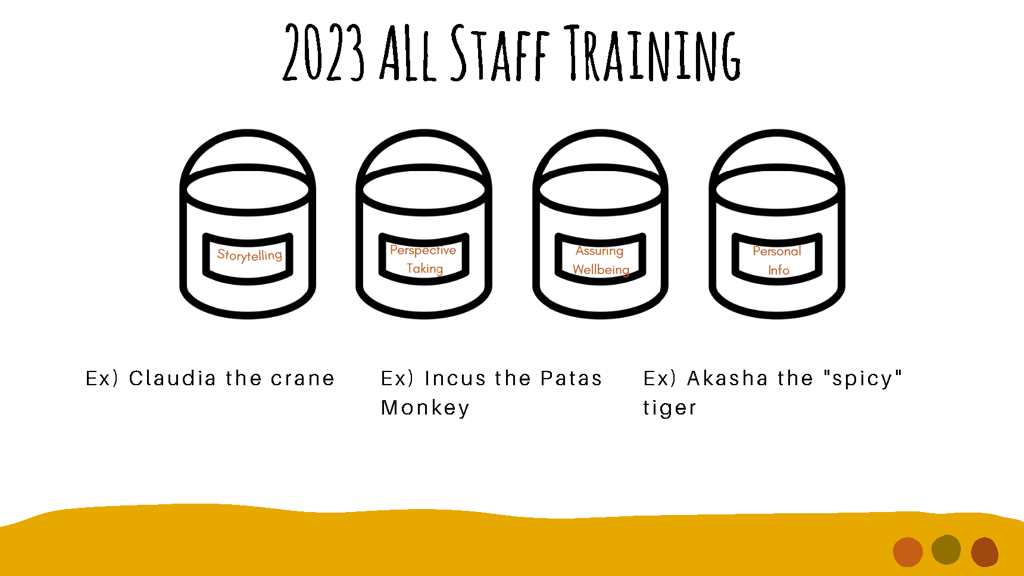 2023 All Staff Training
Storytelling
Perspective
Taking
Assuring
Wellbeing
Personal
Info
Ex) Claudia the crane
Ex) Incus the Patas
Monkey
Ex) Akasha the "spicy"
tiger